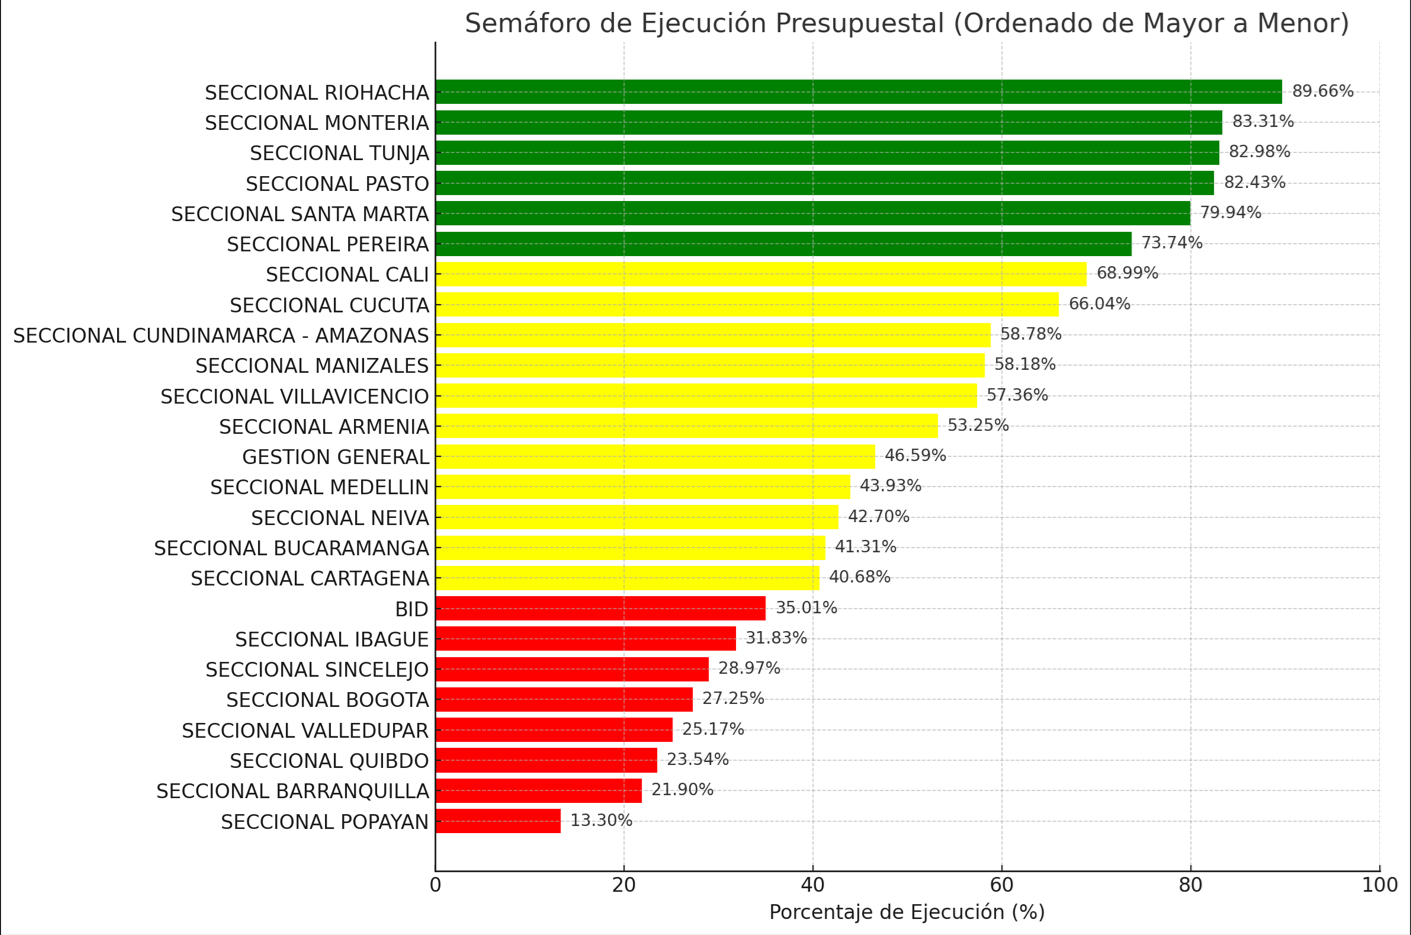 Semáforo de Ejecución Presupuestal (Ordenado de Mayor a Menor)
SECCIONAL RIOHACHA 89.66%
SECCIONAL MONTERIA 83.31%
SECCIONAL TUNJA 82.98%
SECCIONAL PASTO 82.43%
SECCIONAL SANTA MARTA 79.94%
SECCIONAL PEREIRA 73.74%
SECCIONAL CALI 68.99%
SECCIONAL CUCUTA 66.04%
SECCIONAL CUNDINAMARCA - AMAZONAS 58.78%
SECCIONAL MANIZALES 58.18%
SECCIONAL VILLAVICENCIO 57.36%
SECCIONAL ARMENIA 53.25%
GESTION GENERAL 46.59%
SECCIONAL MEDELLIN 43.93%
SECCIONAL NEIVA 42.70%
SECCIONAL BUCARAMANGA 41.31%
SECCIONAL CARTAGENA 40.68%
BID 35.01%
SECCIONAL IBAGUE 31.83%
SECCIONAL SINCELEJO 28.97%
SECCIONAL BOGOTA 27.25%
SECCIONAL VALLEDUPAR 25.17%
SECCIONAL QUIBDO 23.54%
SECCIONAL BARRANQUILLA 21.90%
SECCIONAL POPAYAN 13.30%
0 20 40 60 80 100
Porcentaje de Ejecución (%)